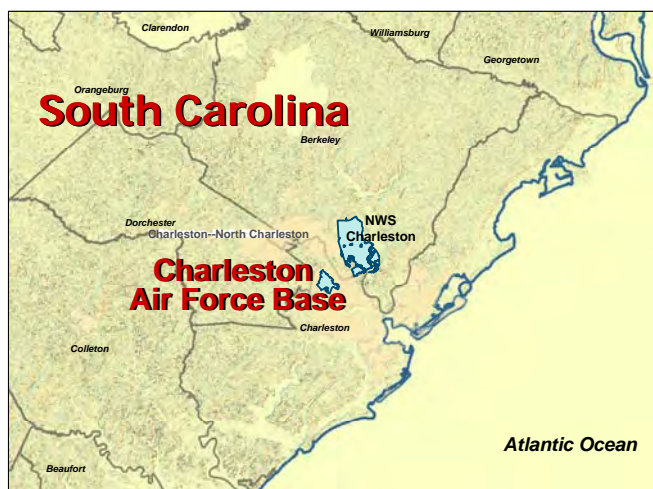 Clarendon
Williamsburg
Georgetown
Orangeburg
South Carolina
Berkeley
Dorchester
NWS
Charleston
Charleston--North Charleston
Charleston
Air Force Base
Charleston
Colleton
Atlantic Ocean
Beaufort